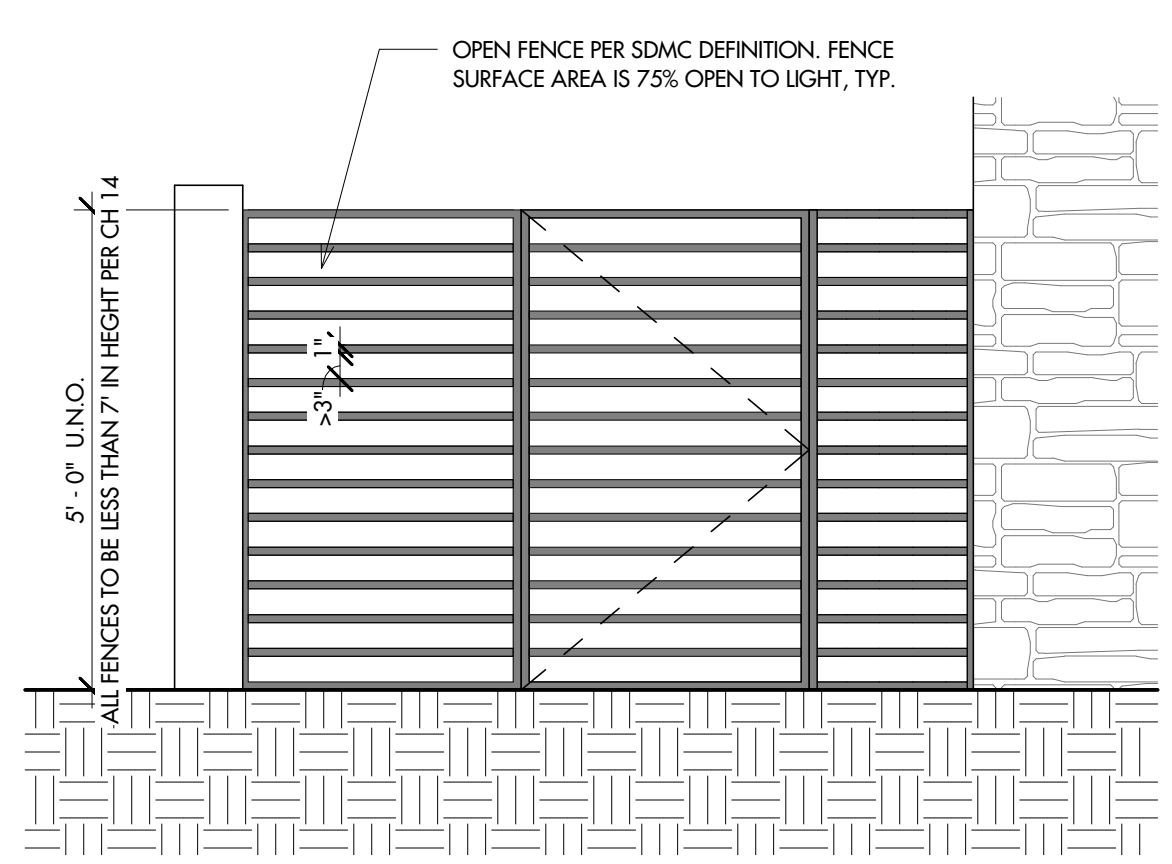 OPEN FENCE PER SDMC DEFINITION. FENCE
SURFACE AREA IS 75% OPEN TO LIGHT, TYP.
5' - 0" U.N.O.
ALL FENCES TO BE LESS THAN 7' IN HEGHT PER CH 14
1"
>3"